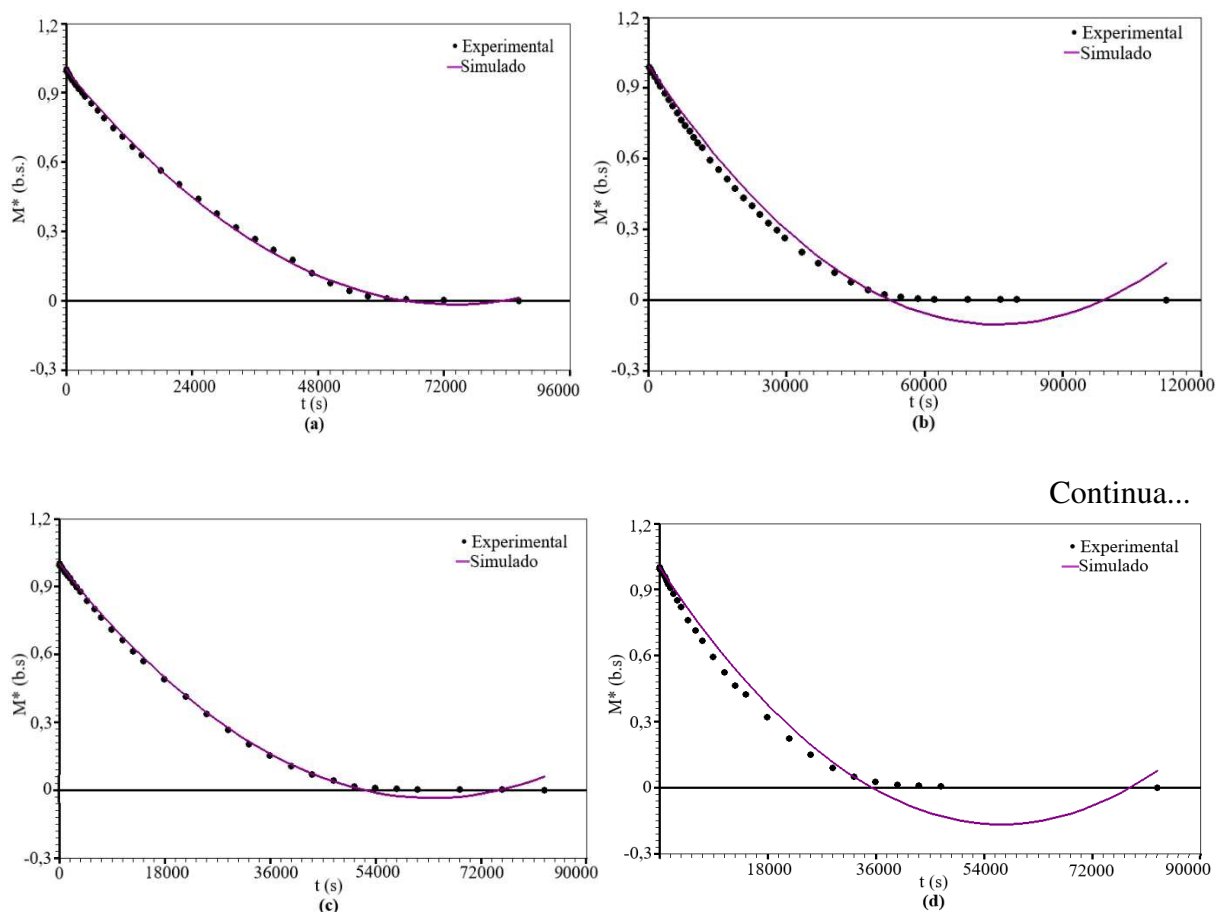 1,2
Experimental
Simulado
0,9
0,6
0,3
0
-0,3
M* (b.s.)
0 24000 48000 72000 96000
t (s)
(a)
1,2
Experimental
Simulado
0,9
0,6
0,3
0
-0,3
M* (b.s)
0 30000 60000 90000 120000
t (s)
(b)
Continua...
1,2
Experimental
Simulado
0,9
0,6
0,3
0
-0,3
M* (b.s)
0 18000 36000 54000 72000 90000
t (s)
(c)
1,2
Experimental
Simulado
0,9
0,6
0,3
0
-0,3
M* (b.s)
18000 36000 54000 72000 90000
t (s)
(d)